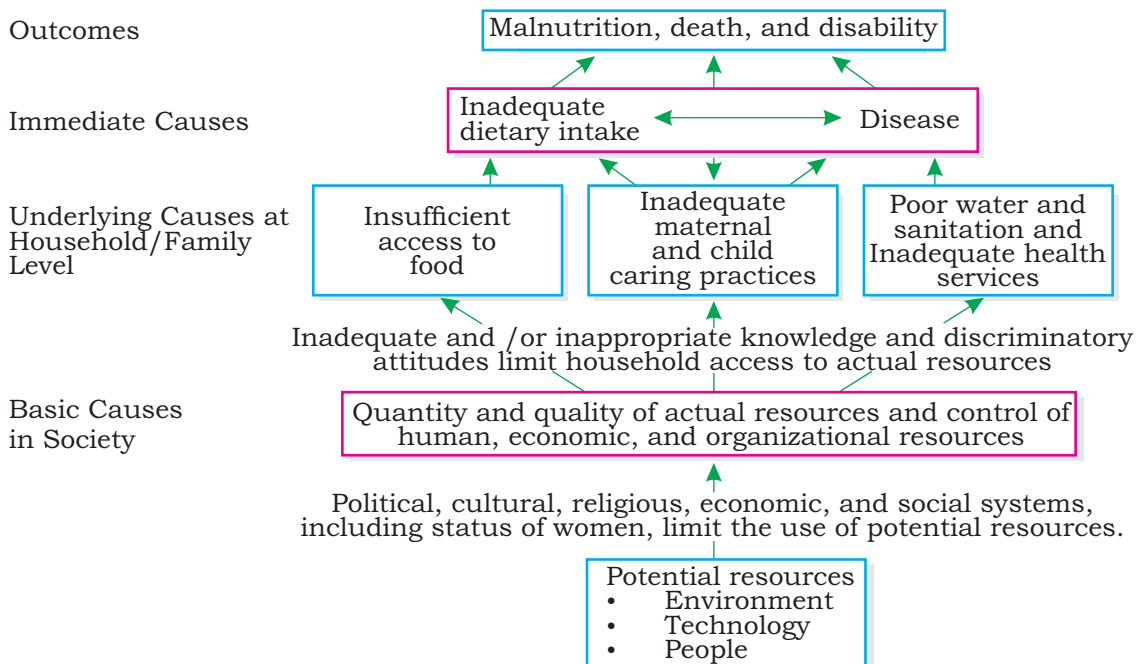 Outcomes
Malnutrition, death, and disability
Immediate Causes
Inadequate
dietary intake
Disease
Underlying Causes at
Household/Family
Level
Insufficient
access to
food
Inadequate
maternal
and child
caring practices
Poor water and
sanitation and
Inadequate health
services
Inadequate and /or inappropriate knowledge and discriminatory
attitudes limit household access to actual resources
Basic Causes
in Society
Quantity and quality of actual resources and control of
human, economic, and organizational resources
Political, cultural, religious, economic, and social systems,
including status of women, limit the use of potential resources.
Potential resources
• Environment
• Technology
• People